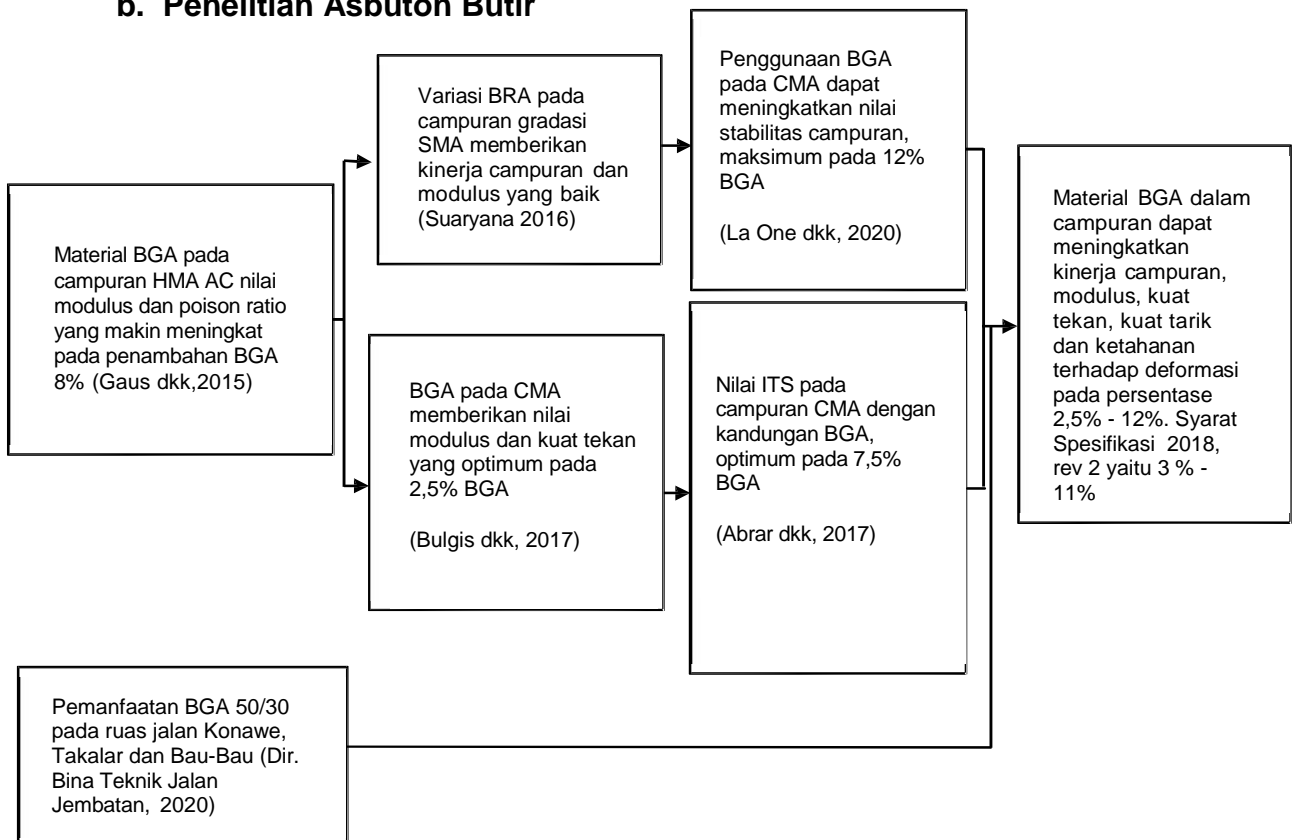 b. Penelitian Asbuton Butir
Material BGA pada
campuran HMA AC nilai
modulus dan poison ratio
yang makin meningkat
pada penambahan BGA
8% (Gaus dkk,2015)
Variasi BRA pada
campuran gradasi
SMA memberikan
kinerja campuran dan
modulus yang baik
(Suaryana 2016)
BGA pada CMA
memberikan nilai
modulus dan kuat tekan
yang optimum pada
2,5% BGA
(Bulgis dkk, 2017)
Penggunaan BGA
pada CMA dapat
meningkatkan nilai
stabilitas campuran,
maksimum pada 12%
BGA
(La One dkk, 2020)
Nilai ITS pada
campuran CMA dengan
kandungan BGA,
optimum pada 7,5%
BGA
(Abrar dkk, 2017)
Material BGA dalam
campuran dapat
meningkatkan
kinerja campuran,
modulus, kuat
tekan, kuat tarik
dan ketahanan
terhadap deformasi
pada persentase
2,5% - 12%. Syarat
Spesifikasi 2018,
rev 2 yaitu 3 % -
11%
Pemanfaatan BGA 50/30
pada ruas jalan Konawe,
Takalar dan Bau-Bau (Dir.
Bina Teknik Jalan
Jembatan, 2020)